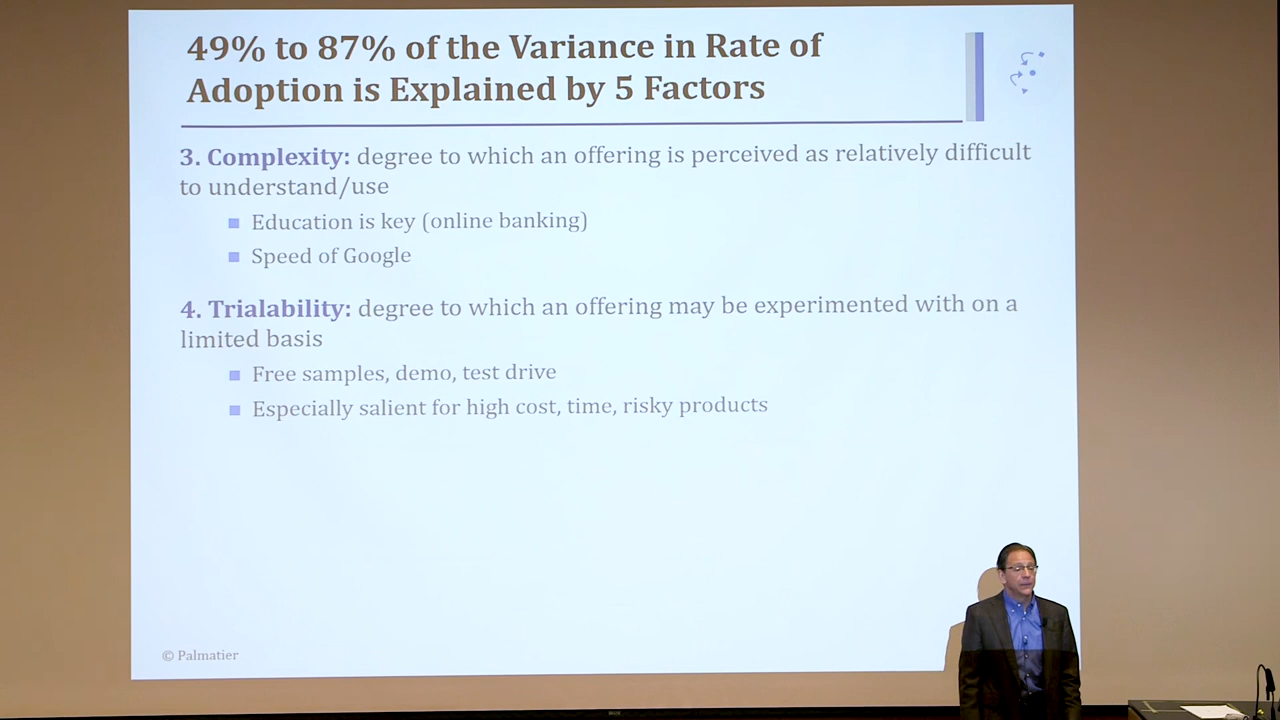 49% to 87% of the Variance in Rate of
Adoption is Explained by 5 Factors
3. Complexity: degree to which an offering is perceived as relatively difficult
to understand/use
Education is key (online banking)
Speed of Google
4. Trialability: degree to which an offering may be experimented with on a
limited basis
Free samples, demo, test drive
Especially salient for high cost, time, risky products
© Palmatier